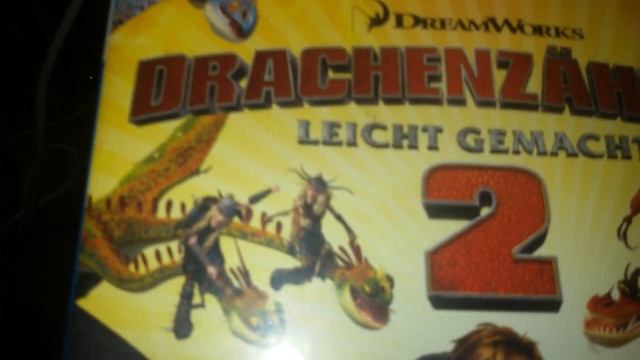 DREAMWORKS
DRACHENZÄH
LEICHT GEMACHT
2